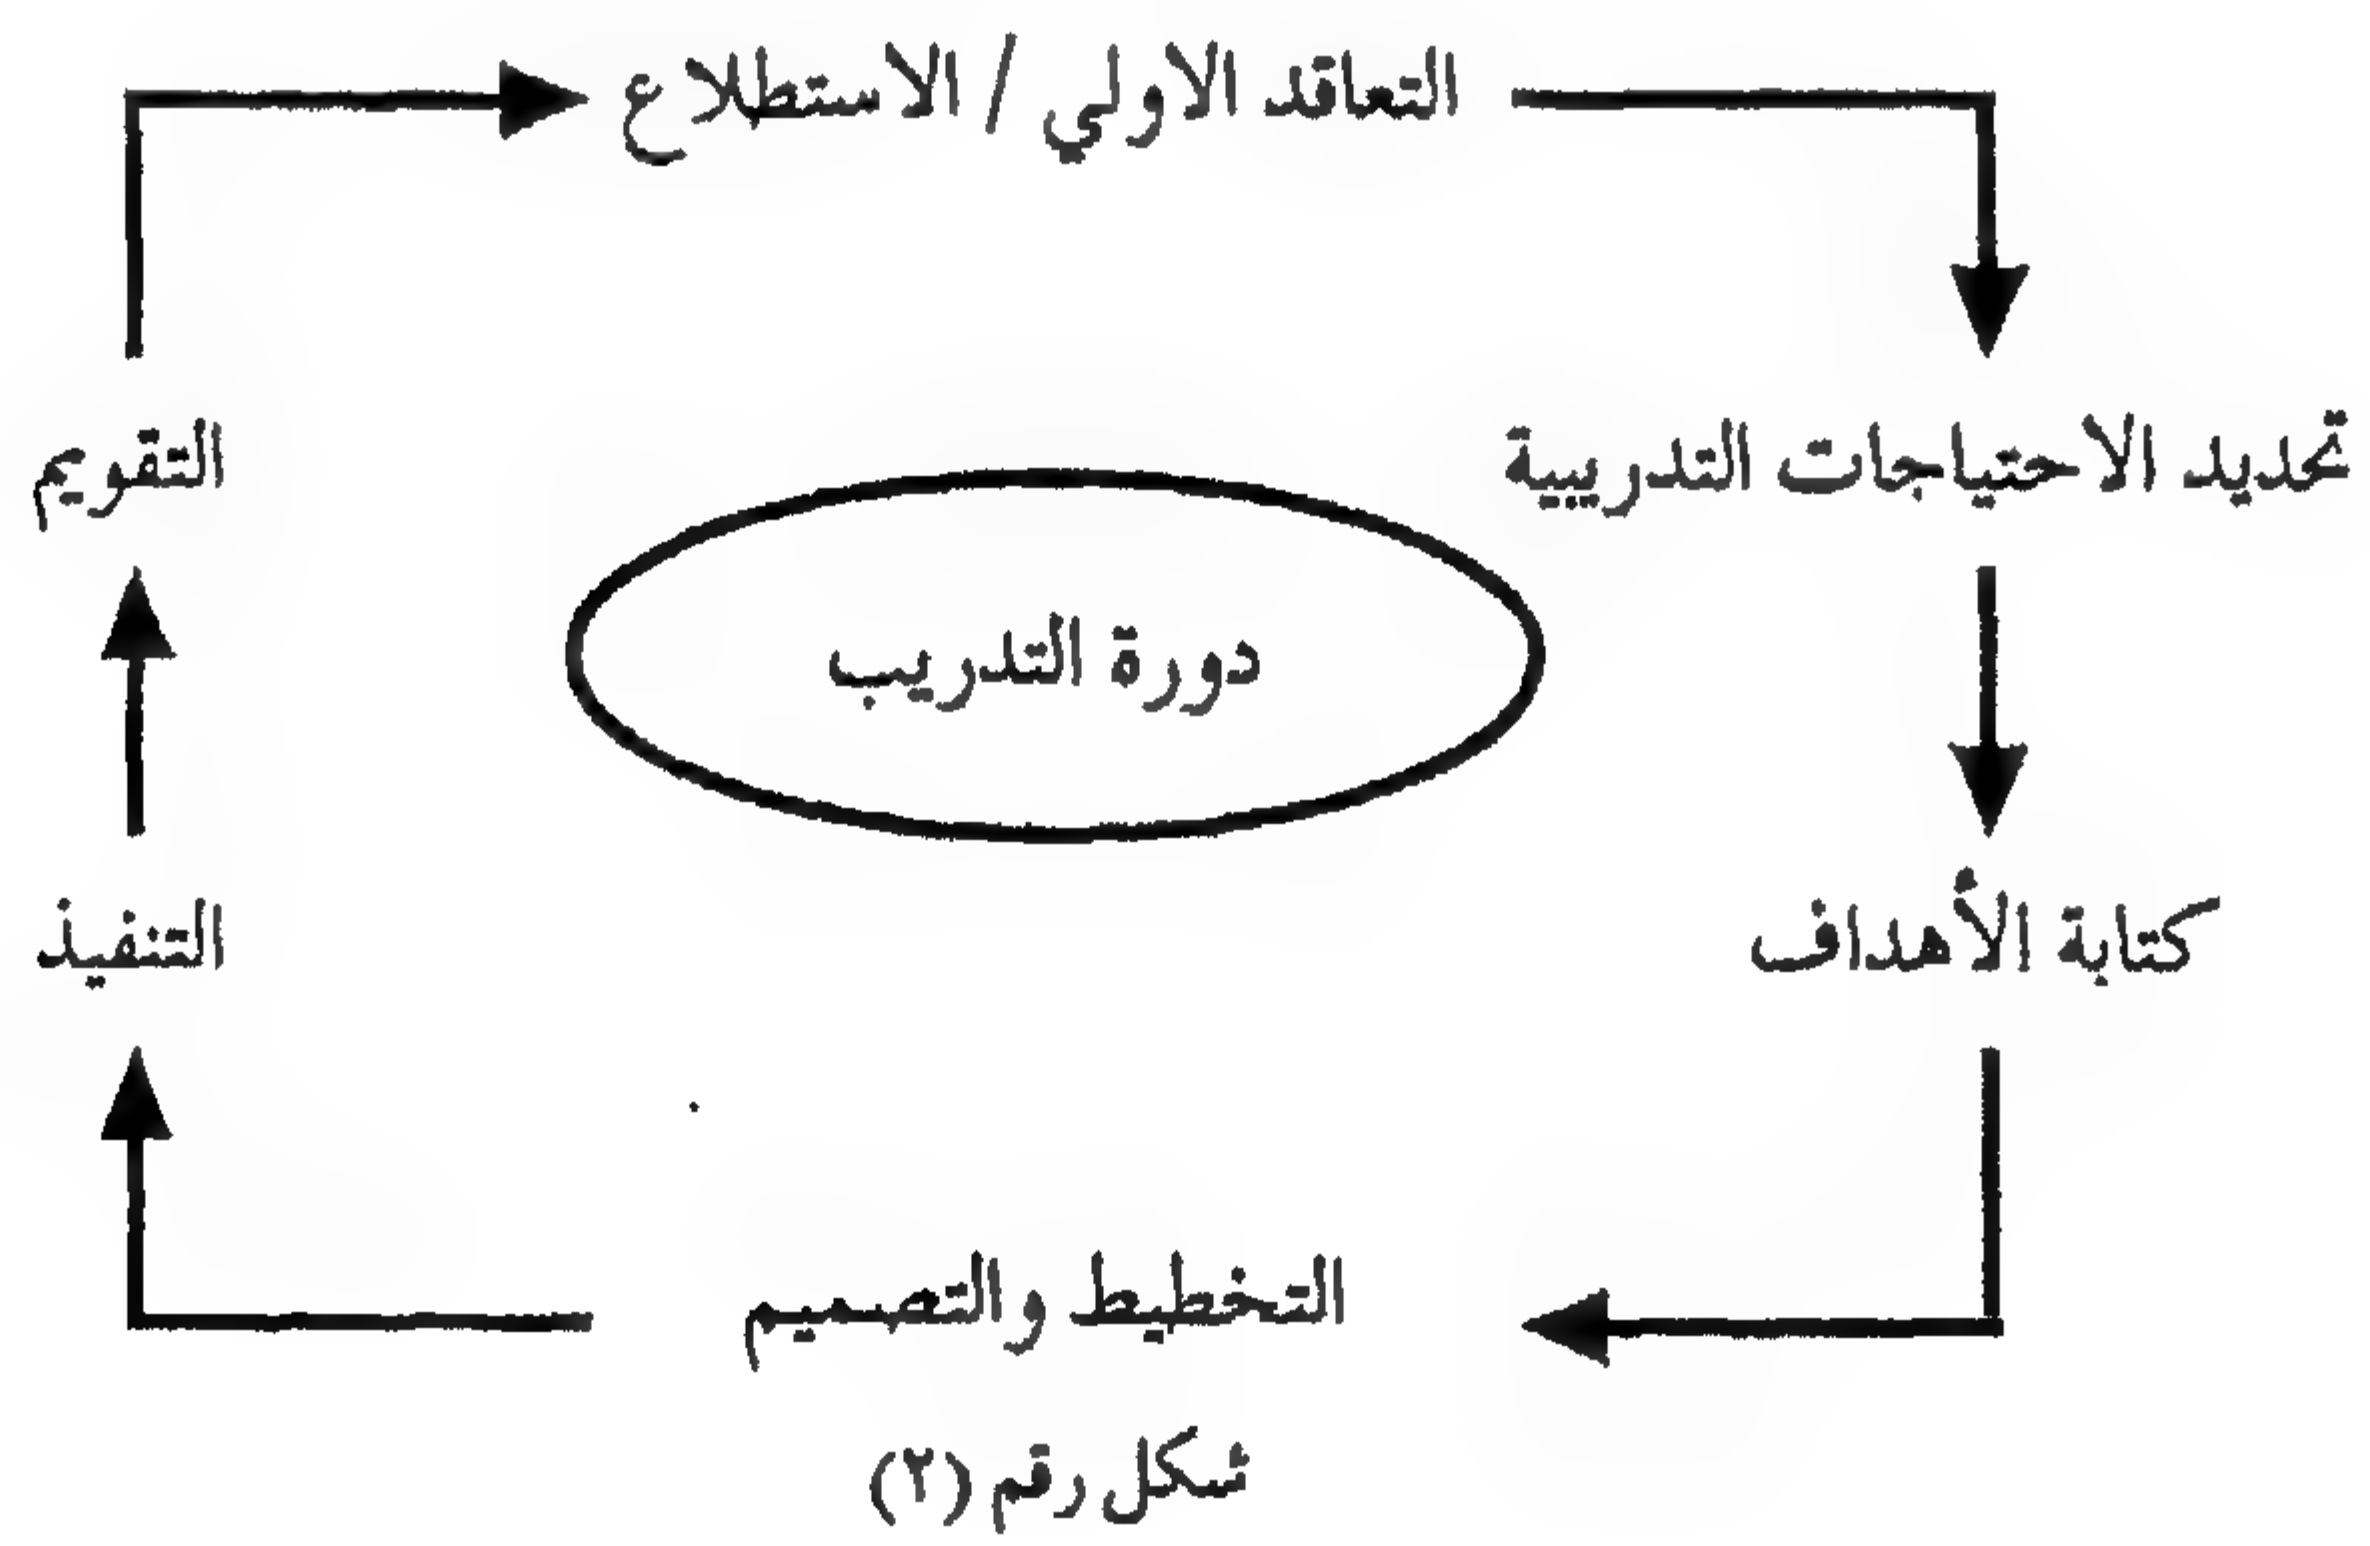 التعاقد الاولي / الاستطلاع
تحديد الاحتياجات التدريبية
التقويم
دورة التدريب
كتابة الأهداف
التنفيذ
التخطيط والتصميم
شكل رقم (٢)